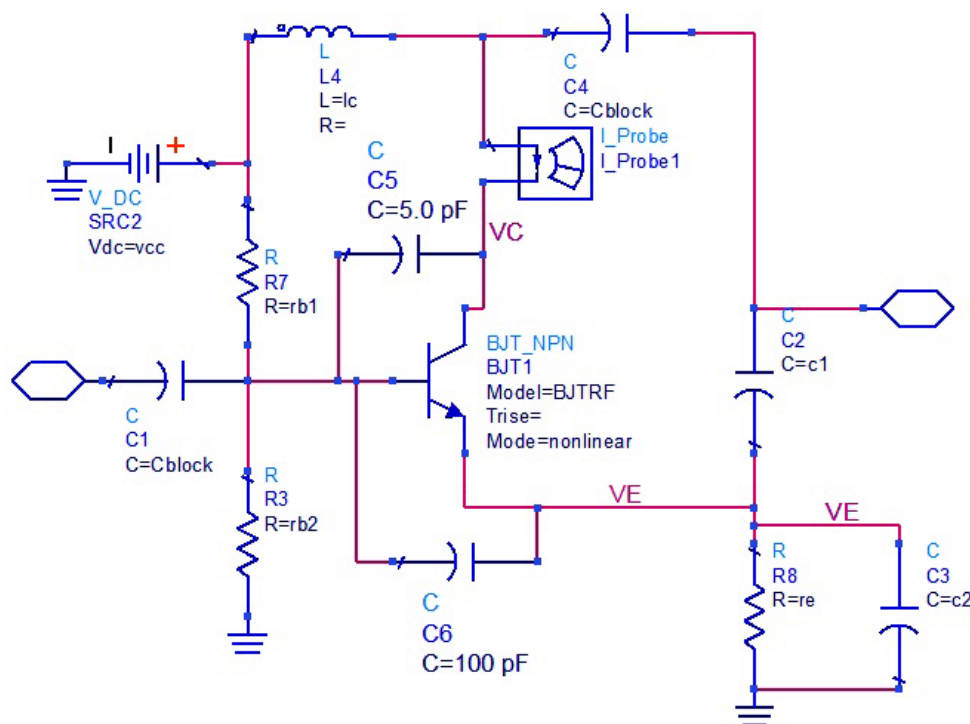 L
L4
L=lc
R=
C
C4
C=Cblock
I_Probe
I_Probe1
C
C5
C=5.0 pF
I +
V_DC
SRC2
Vdc=vcc
VC
R
R7
R=rb1
C
C2
C=c1
BJT_NPN
BJT1
Model=BJTRF
Trise=
Mode=nonlinear
C
C1
C=Cblock
R
R3
R=rb2
VE
VE
R
R8
R=re
C
C3
C=c2
C
C6
C=100 pF